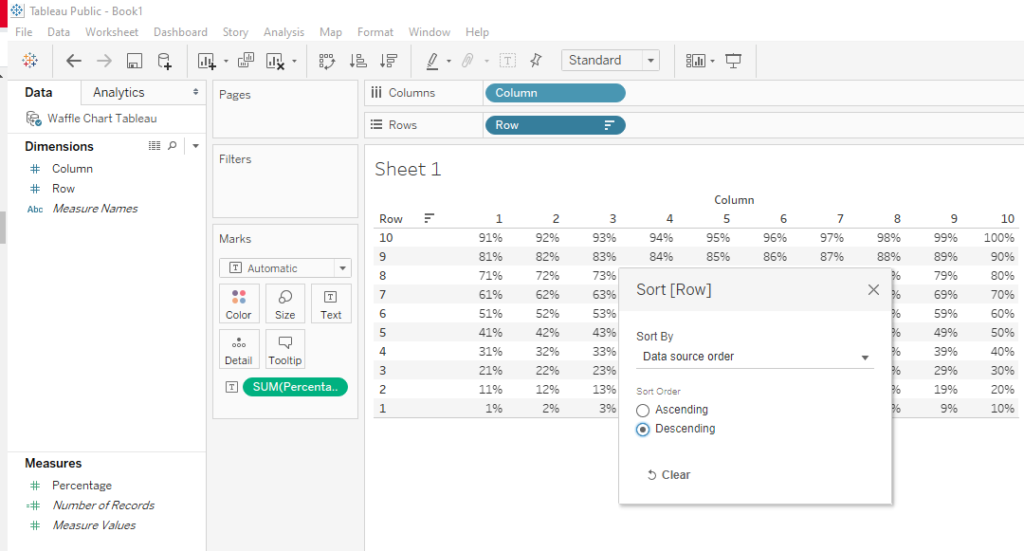 Tableau Public - Book1
File Data Worksheet Dashboard Story Analysis Map Format Window Help
T Standard
Data Analytics
Waffle Chart Tableau
Dimensions
# Column
# Row
Abc Measure Names
Measures
# Percentage
=# Number of Records
# Measure Values
Pages
Filters
Marks
T Automatic
Color Size T Text
Detail Tooltip
T SUM(Percenta..
iii Columns Column
Rows Row
Sheet 1
Column
Row 1 2 3 4 5 6 7 8 9 10
10 91% 92% 93% 94% 95% 96% 97% 98% 99% 100%
9 81% 82% 83% 84% 85% 86% 87% 88% 89% 90%
8 71% 72% 73% % 79% 80%
7 61% 62% 63% % 69% 70%
6 51% 52% 53% % 59% 60%
5 41% 42% 43% % 49% 50%
4 31% 32% 33% % 39% 40%
3 21% 22% 23% % 29% 30%
2 11% 12% 13% % 19% 20%
1 1% 2% 3% % 9% 10%
Sort [Row]
Sort By
Data source order
Sort Order
Ascending
Descending
Clear